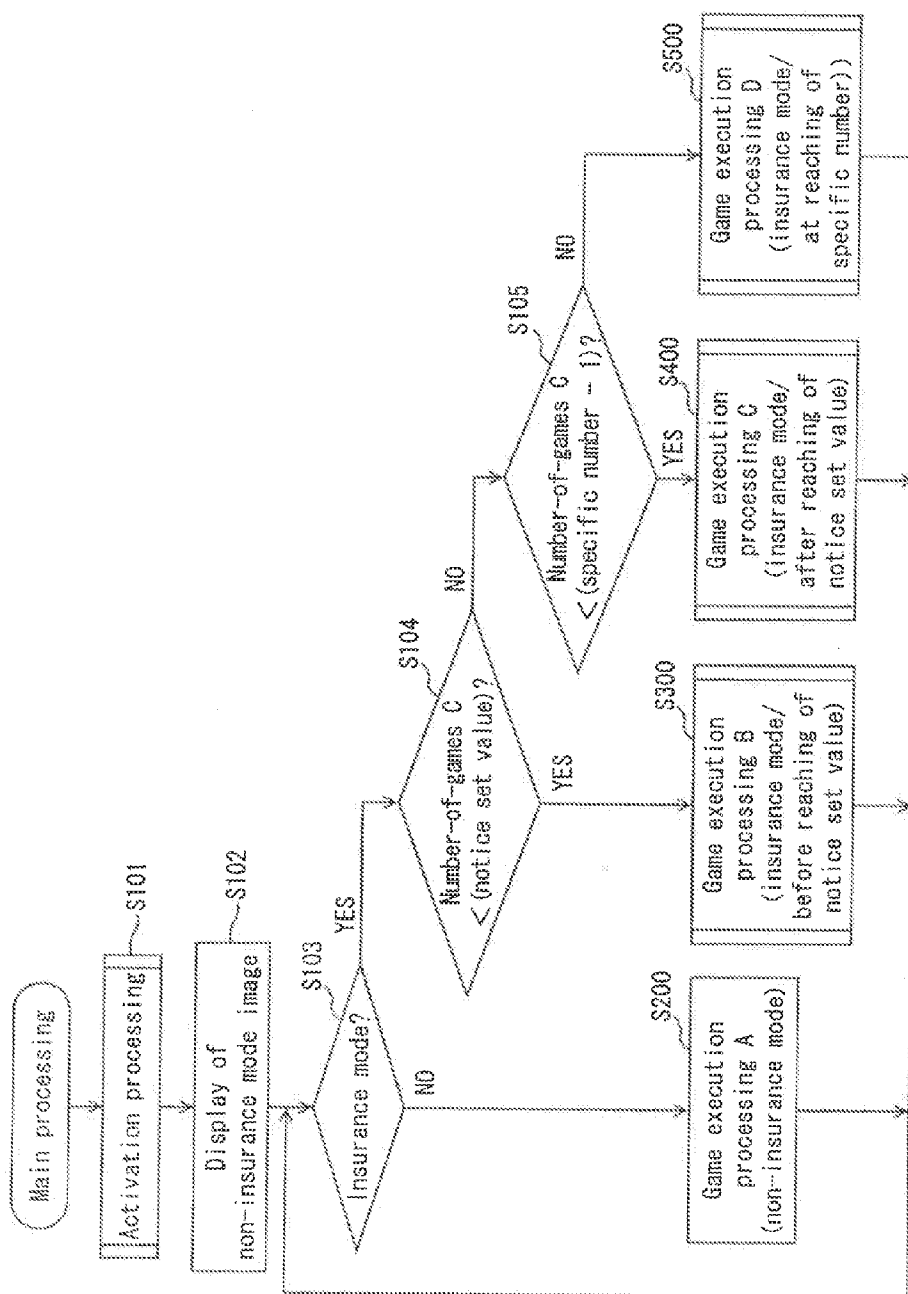 Main processing
S101
Activation processing
S102
Display of
non-insurance mode image
S103
Insurance mode?
YES
NO
S104
Number-of-games C
<(notice set value)?
NO
YES
S105
Number-of-games C
<(specific number - 1)?
NO
YES
S200
Game execution
processing A
(non-insurance mode)
S300
Game execution
processing B
(insurance mode/
before reaching of
notice set value)
S400
Game execution
processing C
(insurance mode/
after reaching of
notice set value)
S500
Game execution
processing D
(insurance mode/
at reaching of
specific number))